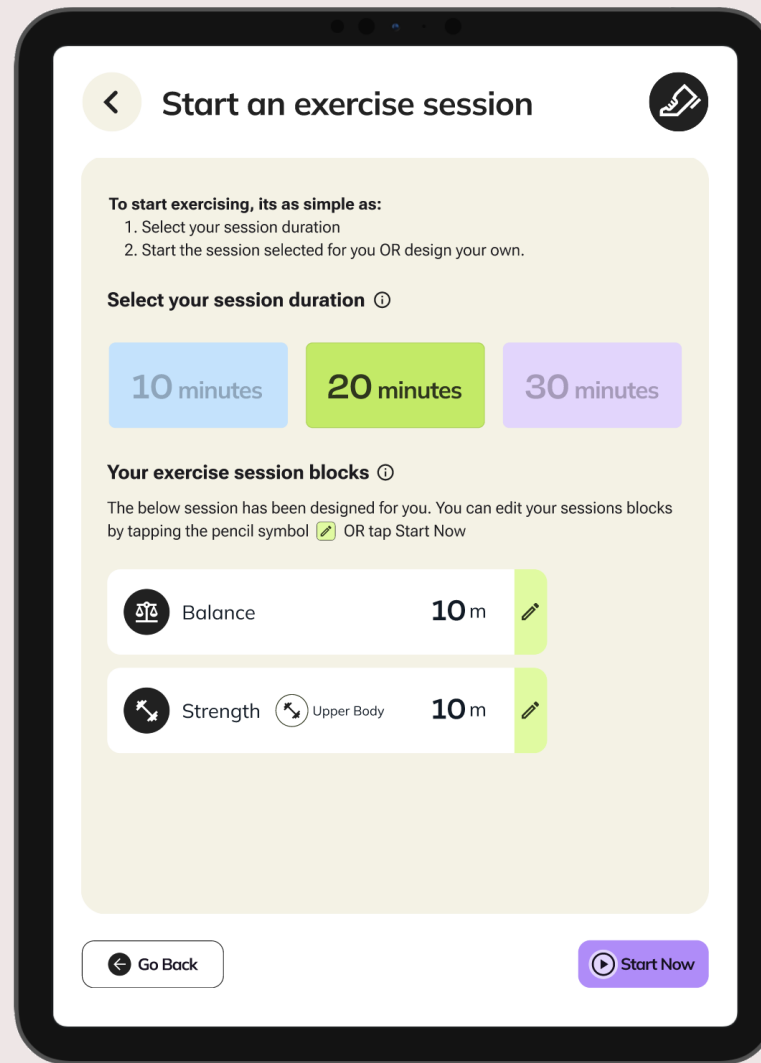 Start an exercise session
To start exercising, its as simple as:
1. Select your session duration
2. Start the session selected for you OR design your own.
Select your session duration
10 minutes
20 minutes
30 minutes
Your exercise session blocks
The below session has been designed for you. You can edit your sessions blocks
by tapping the pencil symbol OR tap Start Now
Balance 10 m
Strength Upper Body 10 m
Go Back
Start Now